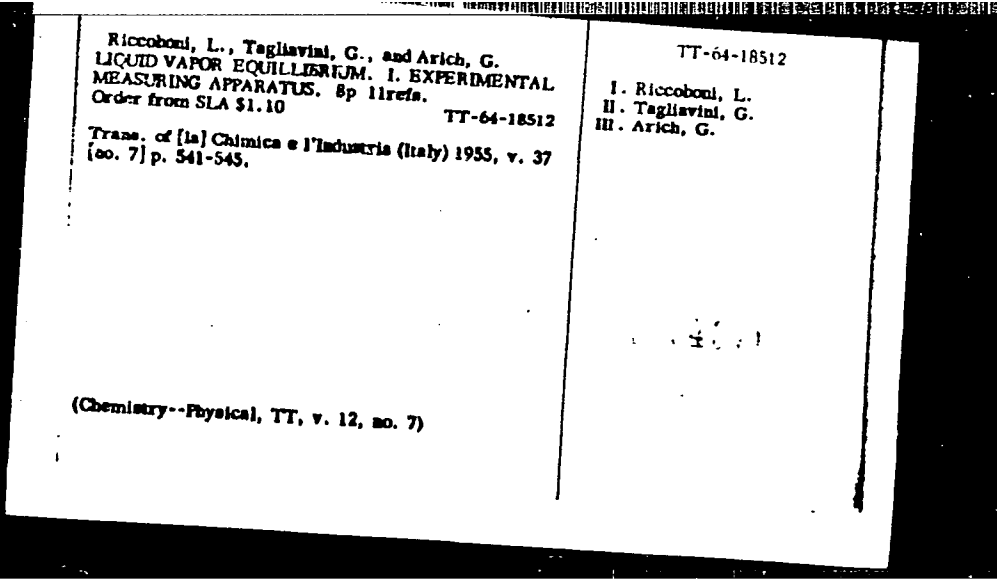 Riccoboni, L., Tagliavini, G., and Arich, G.
LIQUID VAPOR EQUILLIBRIUM. I. EXPERIMENTAL
MEASURING APPARATUS. 8p 11refs.
Order from SLA $1.10 TT-64-18512
Trans. of [la] Chimica e l'Industria (Italy) 1955, v. 37
[no. 7] p. 541-545.
(Chemistry--Physical, TT, v. 12, no. 7)
TT-64-18512
I. Riccoboni, L.
II. Tagliavini, G.
III. Arich, G.